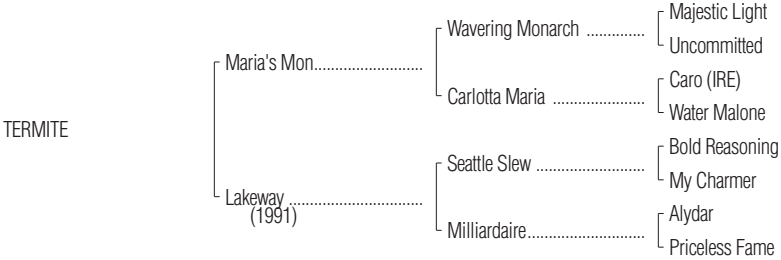 Majestic Light
Wavering Monarch ..............
Uncommitted
Maria's Mon..........................
Caro (IRE)
Carlotta Maria ......................
Water Malone
TERMITE
Bold Reasoning
Seattle Slew ..........................
My Charmer
Lakeway ................................
(1991)
Alydar
Milliardaire............................
Priceless Fame